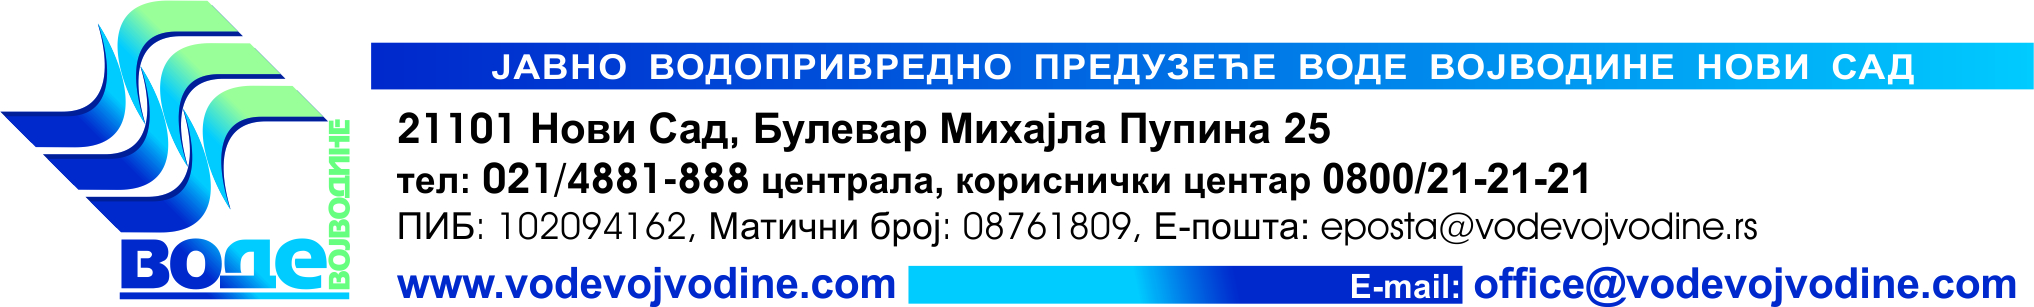 ВОДЕ
ВОЈВОДИНЕ
ЈАВНО ВОДОПРИВРЕДНО ПРЕДУЗЕЋЕ ВОДЕ ВОЈВОДИНЕ НОВИ САД
21101 Нови Сад, Булевар Михајла Пупина 25
тел: 021/4881-888 централа, кориснички центар 0800/21-21-21
ПИБ: 102094162, Матични број: 08761809, Е-пошта: eposta@vodevojvodine.rs
www.vodevojvodine.com E-mail: office@vodevojvodine.com